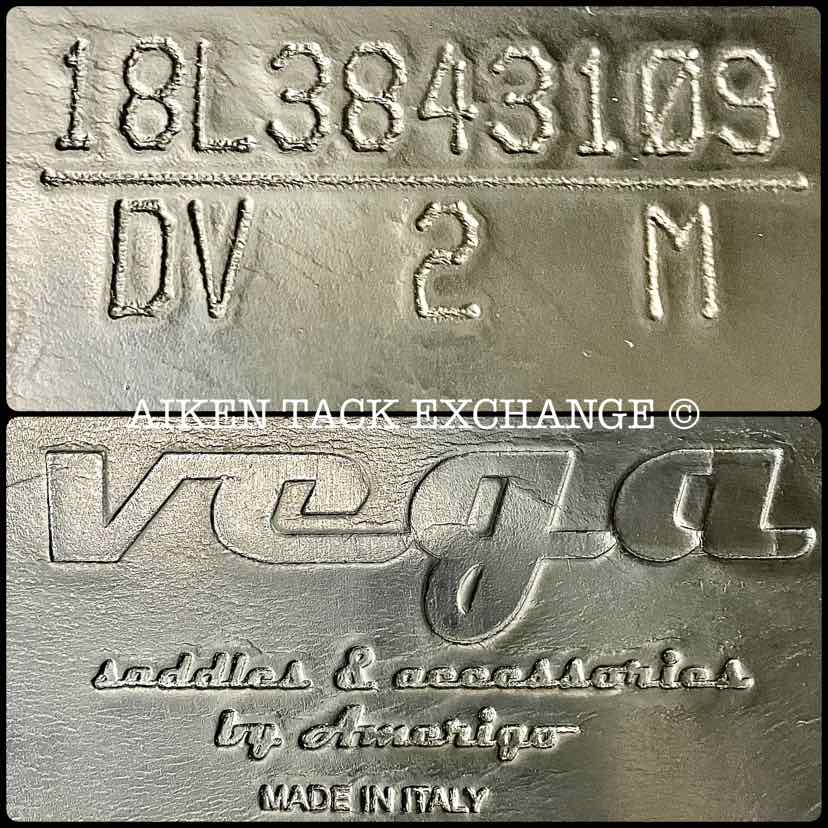 18L3843109
DV 2 M
AIKEN TACK EXCHANGE ©
vega
saddles & accessories
by Amerigo
MADE IN ITALY